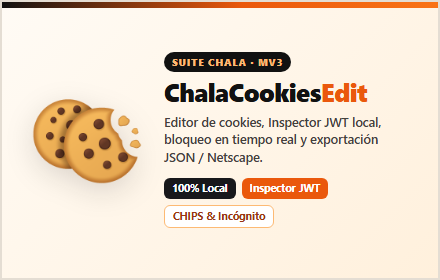 SUITE CHALA · MV3
ChalaCookiesEdit
Editor de cookies, Inspector JWT local,
bloqueo en tiempo real y exportación
JSON / Netscape.
100% Local
Inspector JWT
CHIPS & Incógnito